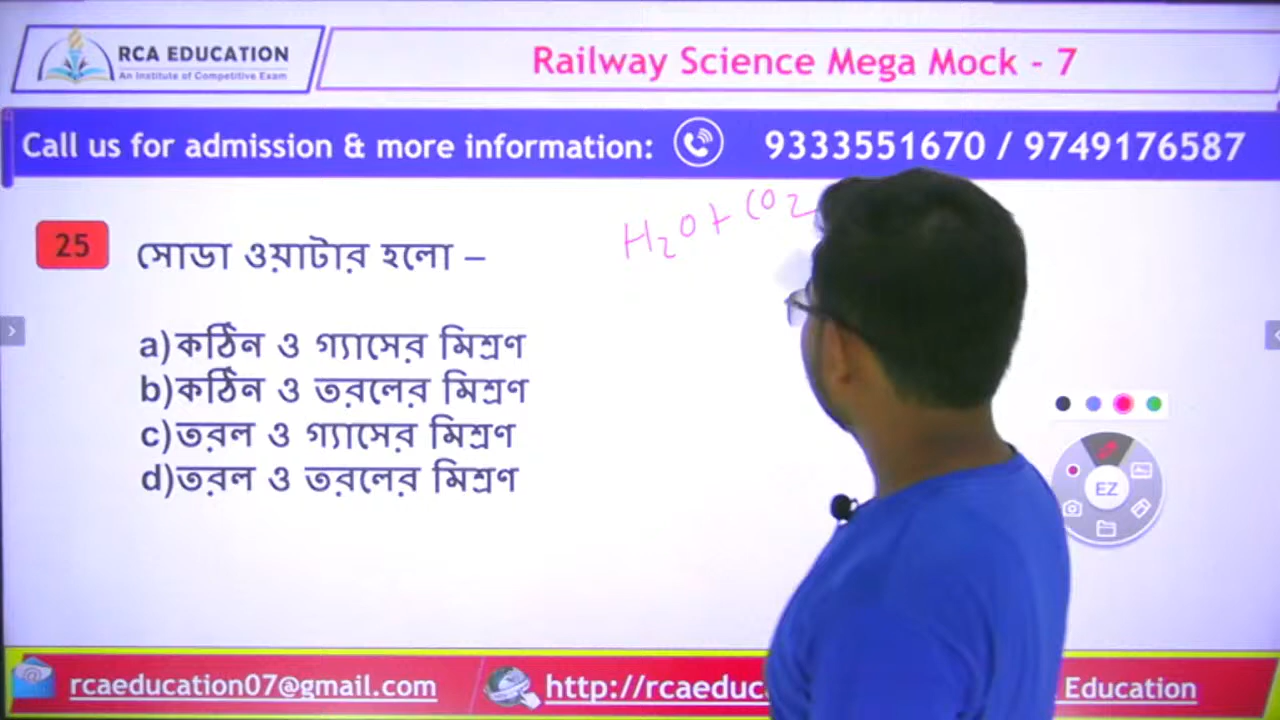 RCA EDUCATION
An Institute of Competitive Exam
Railway Science Mega Mock - 7
Call us for admission & more information: 9333551670 / 9749176587
H₂O + CO₂
25 সোডা ওয়াটার হলো –
a)কঠিন ও গ্যাসের মিশ্রণ
b)কঠিন ও তরলের মিশ্রণ
c)তরল ও গ্যাসের মিশ্রণ
d)তরল ও তরলের মিশ্রণ
EZ
rcaeducation07@gmail.com http://rcaeduc Education